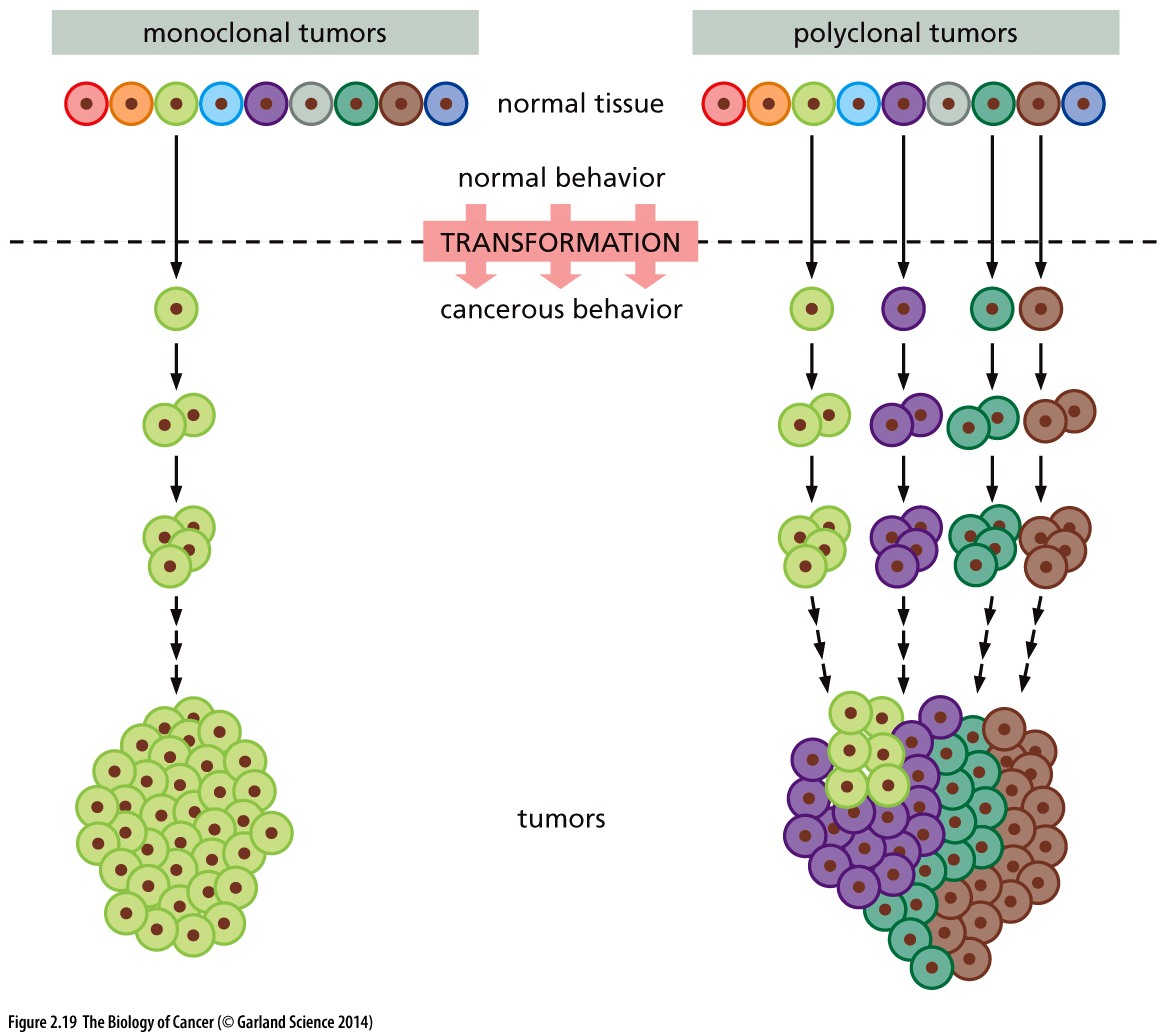 monoclonal tumors
polyclonal tumors
normal tissue
normal behavior
TRANSFORMATION
cancerous behavior
tumors
Figure 2.19 The Biology of Cancer (© Garland Science 2014)